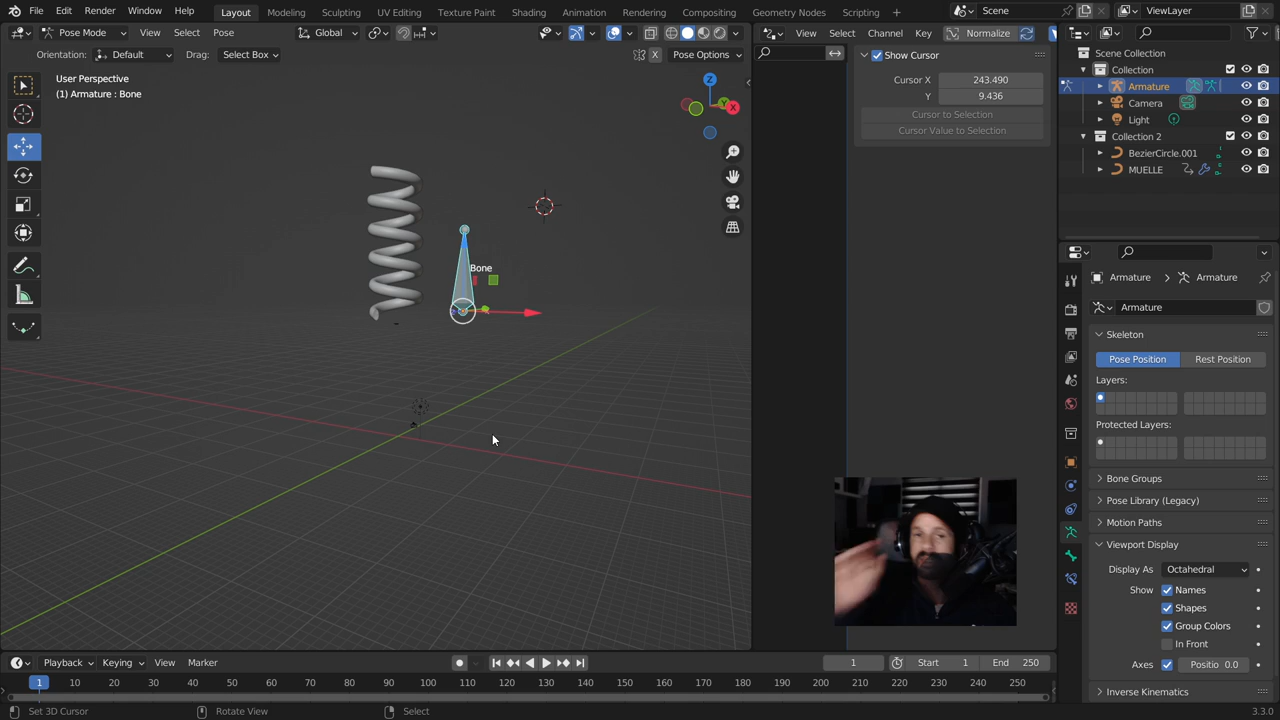 File Edit Render Window Help Layout Modeling Sculpting UV Editing Texture Paint Shading Animation Rendering Compositing Geometry Nodes Scripting + Scene ViewLayer
Pose Mode View Select Pose Global View Select Channel Key Normalize
Orientation: Default Drag: Select Box X Pose Options
User Perspective
(1) Armature : Bone
Z
Y
X
Bone
Show Cursor
Cursor X 243.490
Y 9.436
Cursor to Selection
Cursor Value to Selection
Scene Collection
Collection
Armature
Camera
Light
Collection 2
BezierCircle.001
MUELLE
Armature > Armature
Armature
Skeleton
Pose Position Rest Position
Layers:
Protected Layers:
Bone Groups
Pose Library (Legacy)
Motion Paths
Viewport Display
Display As Octahedral
Show Names
Shapes
Group Colors
In Front
Axes Positio 0.0
Inverse Kinematics
Playback Keying View Marker 1 Start 1 End 250
1 10 20 30 40 50 60 70 80 90 100 110 120 130 140 150 160 170 180 190 200 210 220 230 240 250
Set 3D Cursor Rotate View Select 3.3.0